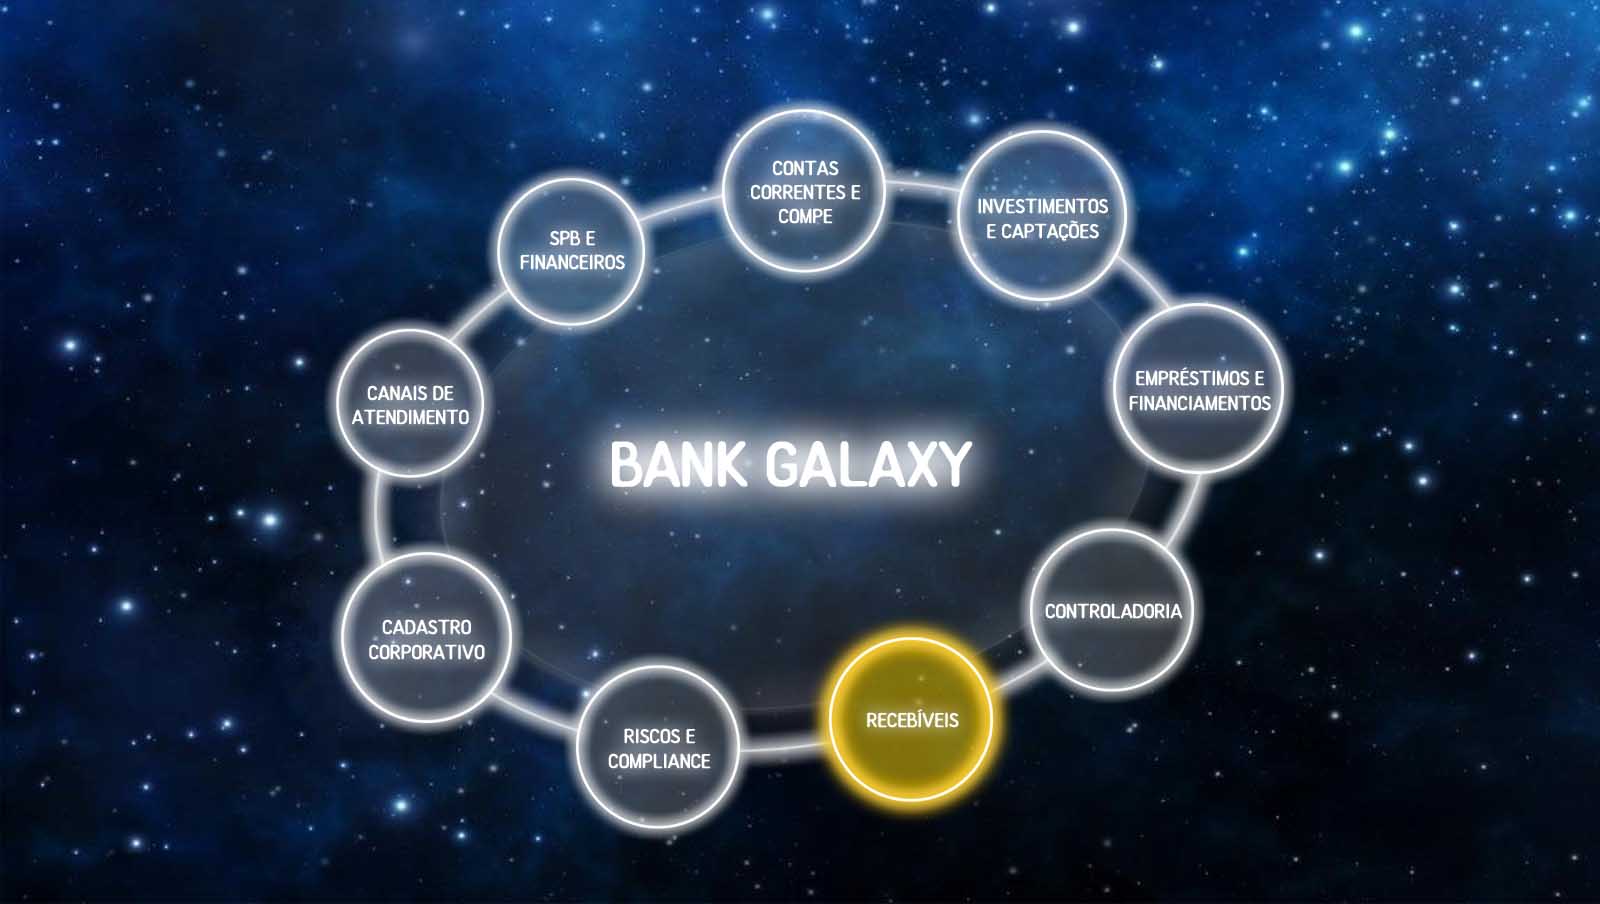 CONTAS
CORRENTES E
COMPE
INVESTIMENTOS
E CAPTAÇÕES
SPB E
FINANCEIROS
EMPRÉSTIMOS E
FINANCIAMENTOS
CANAIS DE
ATENDIMENTO
BANK GALAXY
CONTROLADORIA
CADASTRO
CORPORATIVO
RECEBÍVEIS
RISCOS E
COMPLIANCE